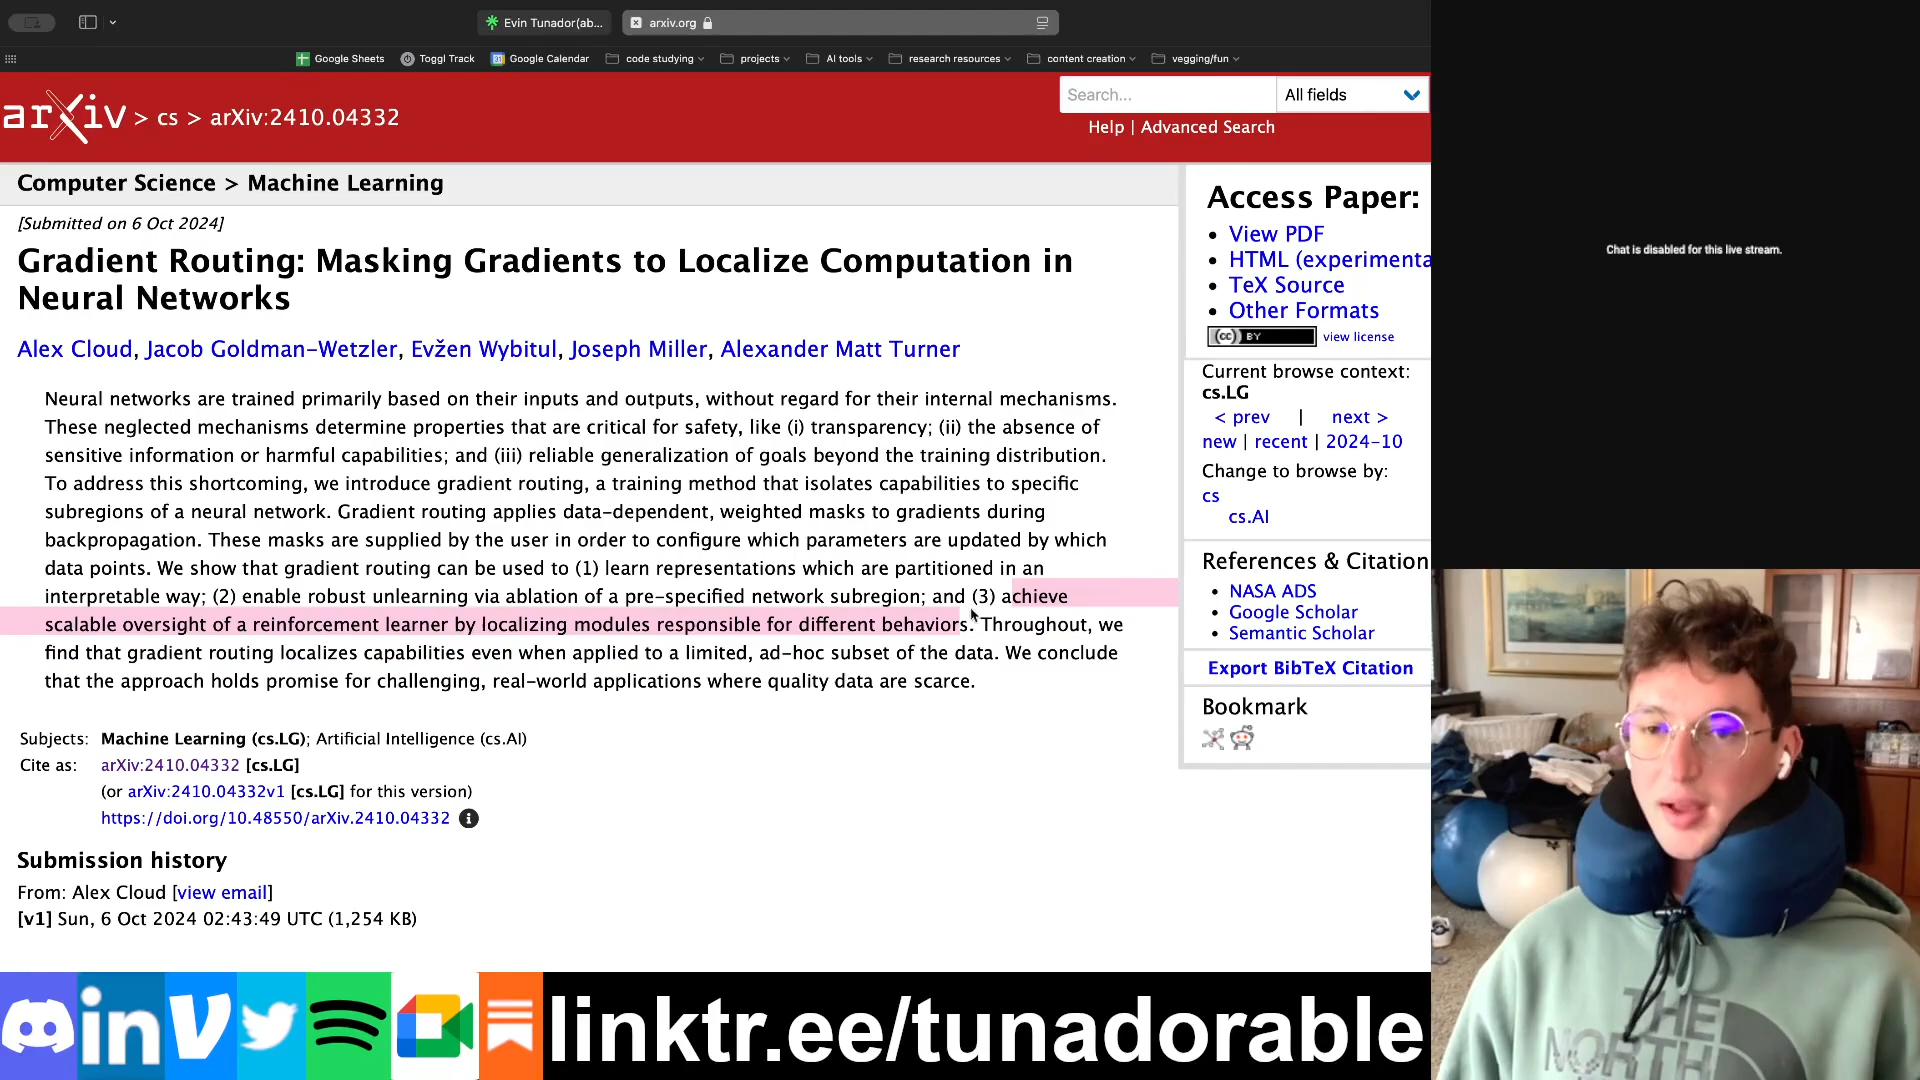 Evin Tunador(ab...
arxiv.org
Google Sheets
Toggl Track
Google Calendar
code studying
projects
AI tools
research resources
content creation
vegging/fun
arXiv > cs > arXiv:2410.04332
Search...
All fields
Help | Advanced Search
Computer Science > Machine Learning
[Submitted on 6 Oct 2024]
Gradient Routing: Masking Gradients to Localize Computation in
Neural Networks
Alex Cloud, Jacob Goldman-Wetzler, Evžen Wybitul, Joseph Miller, Alexander Matt Turner
Neural networks are trained primarily based on their inputs and outputs, without regard for their internal mechanisms.
These neglected mechanisms determine properties that are critical for safety, like (i) transparency; (ii) the absence of
sensitive information or harmful capabilities; and (iii) reliable generalization of goals beyond the training distribution.
To address this shortcoming, we introduce gradient routing, a training method that isolates capabilities to specific
subregions of a neural network. Gradient routing applies data-dependent, weighted masks to gradients during
backpropagation. These masks are supplied by the user in order to configure which parameters are updated by which
data points. We show that gradient routing can be used to (1) learn representations which are partitioned in an
interpretable way; (2) enable robust unlearning via ablation of a pre-specified network subregion; and (3) achieve
scalable oversight of a reinforcement learner by localizing modules responsible for different behaviors. Throughout, we
find that gradient routing localizes capabilities even when applied to a limited, ad-hoc subset of the data. We conclude
that the approach holds promise for challenging, real-world applications where quality data are scarce.
Subjects: Machine Learning (cs.LG); Artificial Intelligence (cs.AI)
Cite as: arXiv:2410.04332 [cs.LG]
(or arXiv:2410.04332v1 [cs.LG] for this version)
https://doi.org/10.48550/arXiv.2410.04332
Submission history
From: Alex Cloud [view email]
[v1] Sun, 6 Oct 2024 02:43:49 UTC (1,254 KB)
Access Paper:
View PDF
HTML (experimenta
TeX Source
Other Formats
(cc) BY view license
Current browse context:
cs.LG
< prev | next >
new | recent | 2024-10
Change to browse by:
cs
cs.AI
References & Citation
NASA ADS
Google Scholar
Semantic Scholar
Export BibTeX Citation
Bookmark
Chat is disabled for this live stream.
in
linktr.ee/tunadorable
THE
NORTH